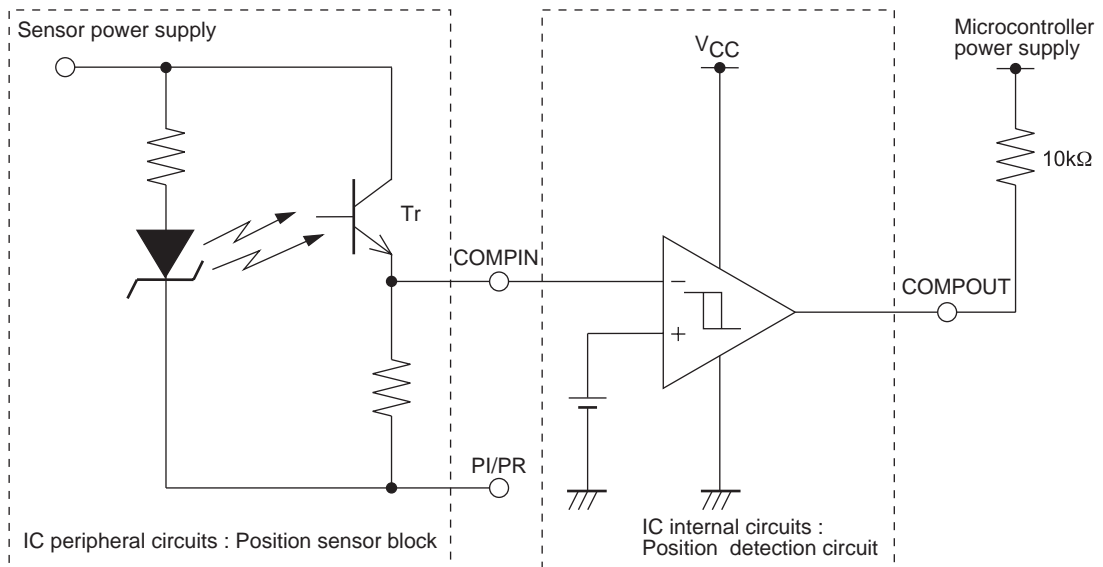 Sensor power supply
Tr
COMPIN
PI/PR
IC peripheral circuits : Position sensor block
VCC
−
+
IC internal circuits :
Position detection circuit
COMPOUT
Microcontroller
power supply
10kΩ